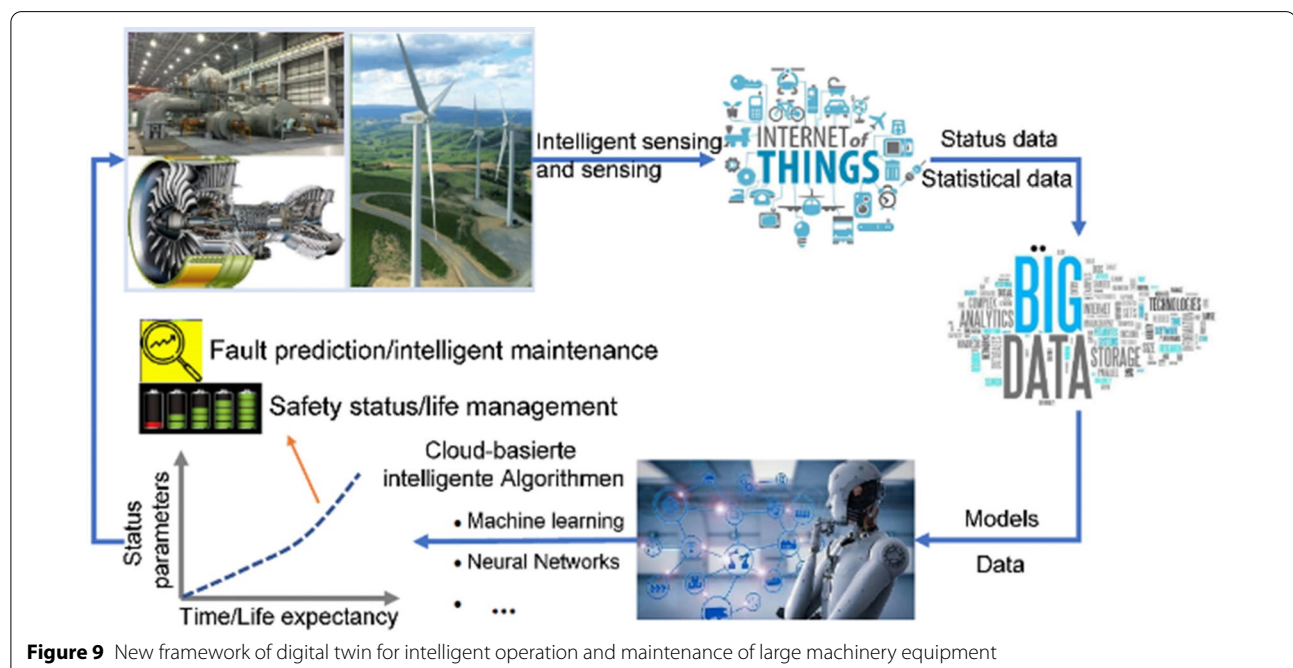 Intelligent sensing
and sensing
INTERNET of
THINGS
Status data
Statistical data
BIG
DATA
ANALYTICS
TECHNOLOGIES
STORAGE
COMPLEX
Fault prediction/intelligent maintenance
Safety status/life management
Cloud-basierte
intelligente Algorithmen
• Machine learning
• Neural Networks
• ...
Models
Data
Status
parameters
Time/Life expectancy
Figure 9 New framework of digital twin for intelligent operation and maintenance of large machinery equipment